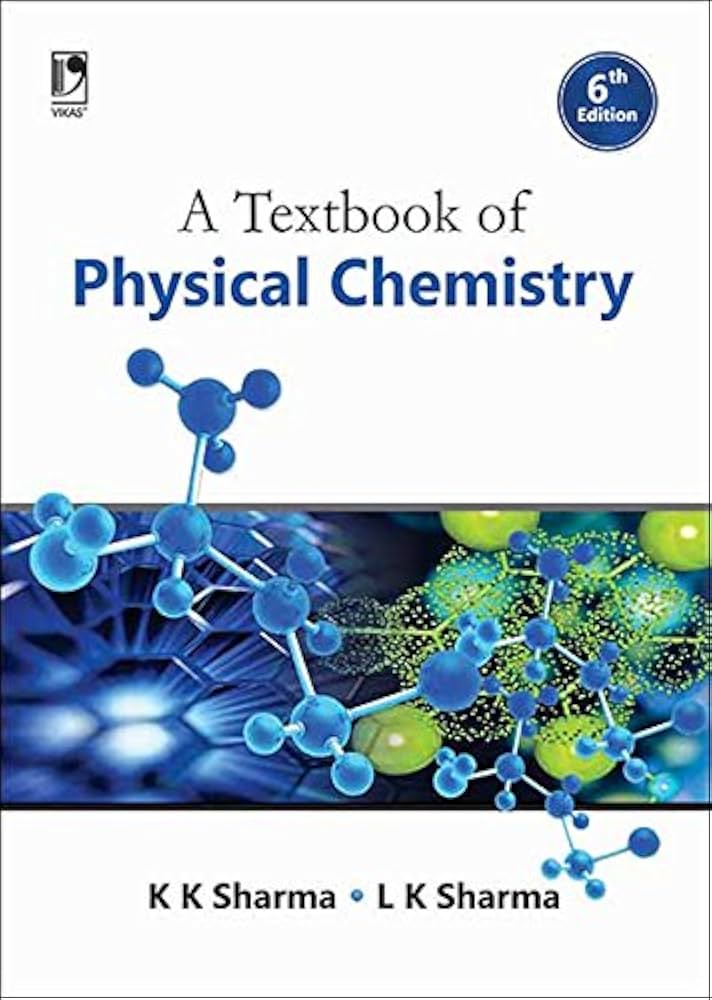 VIKAS®
6th
Edition
A Textbook of
Physical Chemistry
K K Sharma • L K Sharma